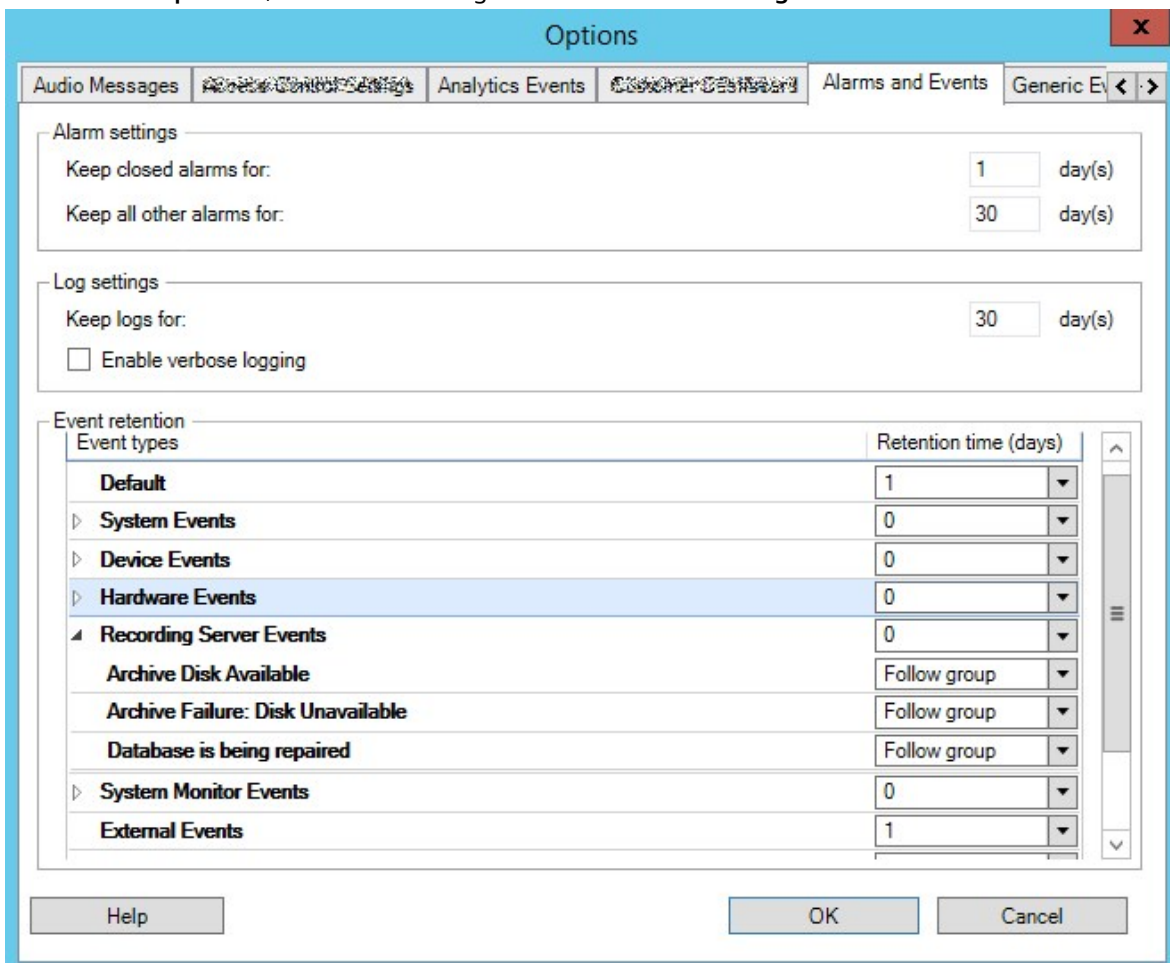 Options
x
Audio Messages Analytics Events Alarms and Events Generic Ev
Alarm settings
Keep closed alarms for: 1 day(s)
Keep all other alarms for: 30 day(s)
Log settings
Keep logs for: 30 day(s)
Enable verbose logging
Event retention
Event types Retention time (days)
Default 1
System Events 0
Device Events 0
Hardware Events 0
Recording Server Events 0
Archive Disk Available Follow group
Archive Failure: Disk Unavailable Follow group
Database is being repaired Follow group
System Monitor Events 0
External Events 1
Help OK Cancel